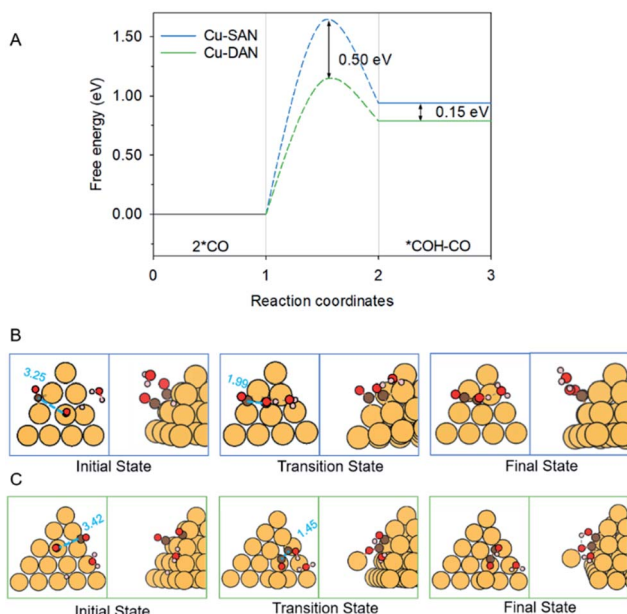 A
Cu-SAN
Cu-DAN
1.50
1.00
0.50
0.00
Free energy (eV)
0.50 eV
0.15 eV
2*CO
*COH-CO
0
1
2
3
Reaction coordinates
B
3.25
1.99
Initial State
Transition State
Final State
C
3.42
1.45
Initial State
Transition State
Final State